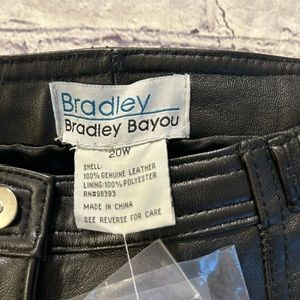 Bradley
Bradley Bayou
20W
SHELL:
100% GENUINE LEATHER
LINING:100% POLYESTER
RN#98393
MADE IN CHINA
SEE REVERSE FOR CARE